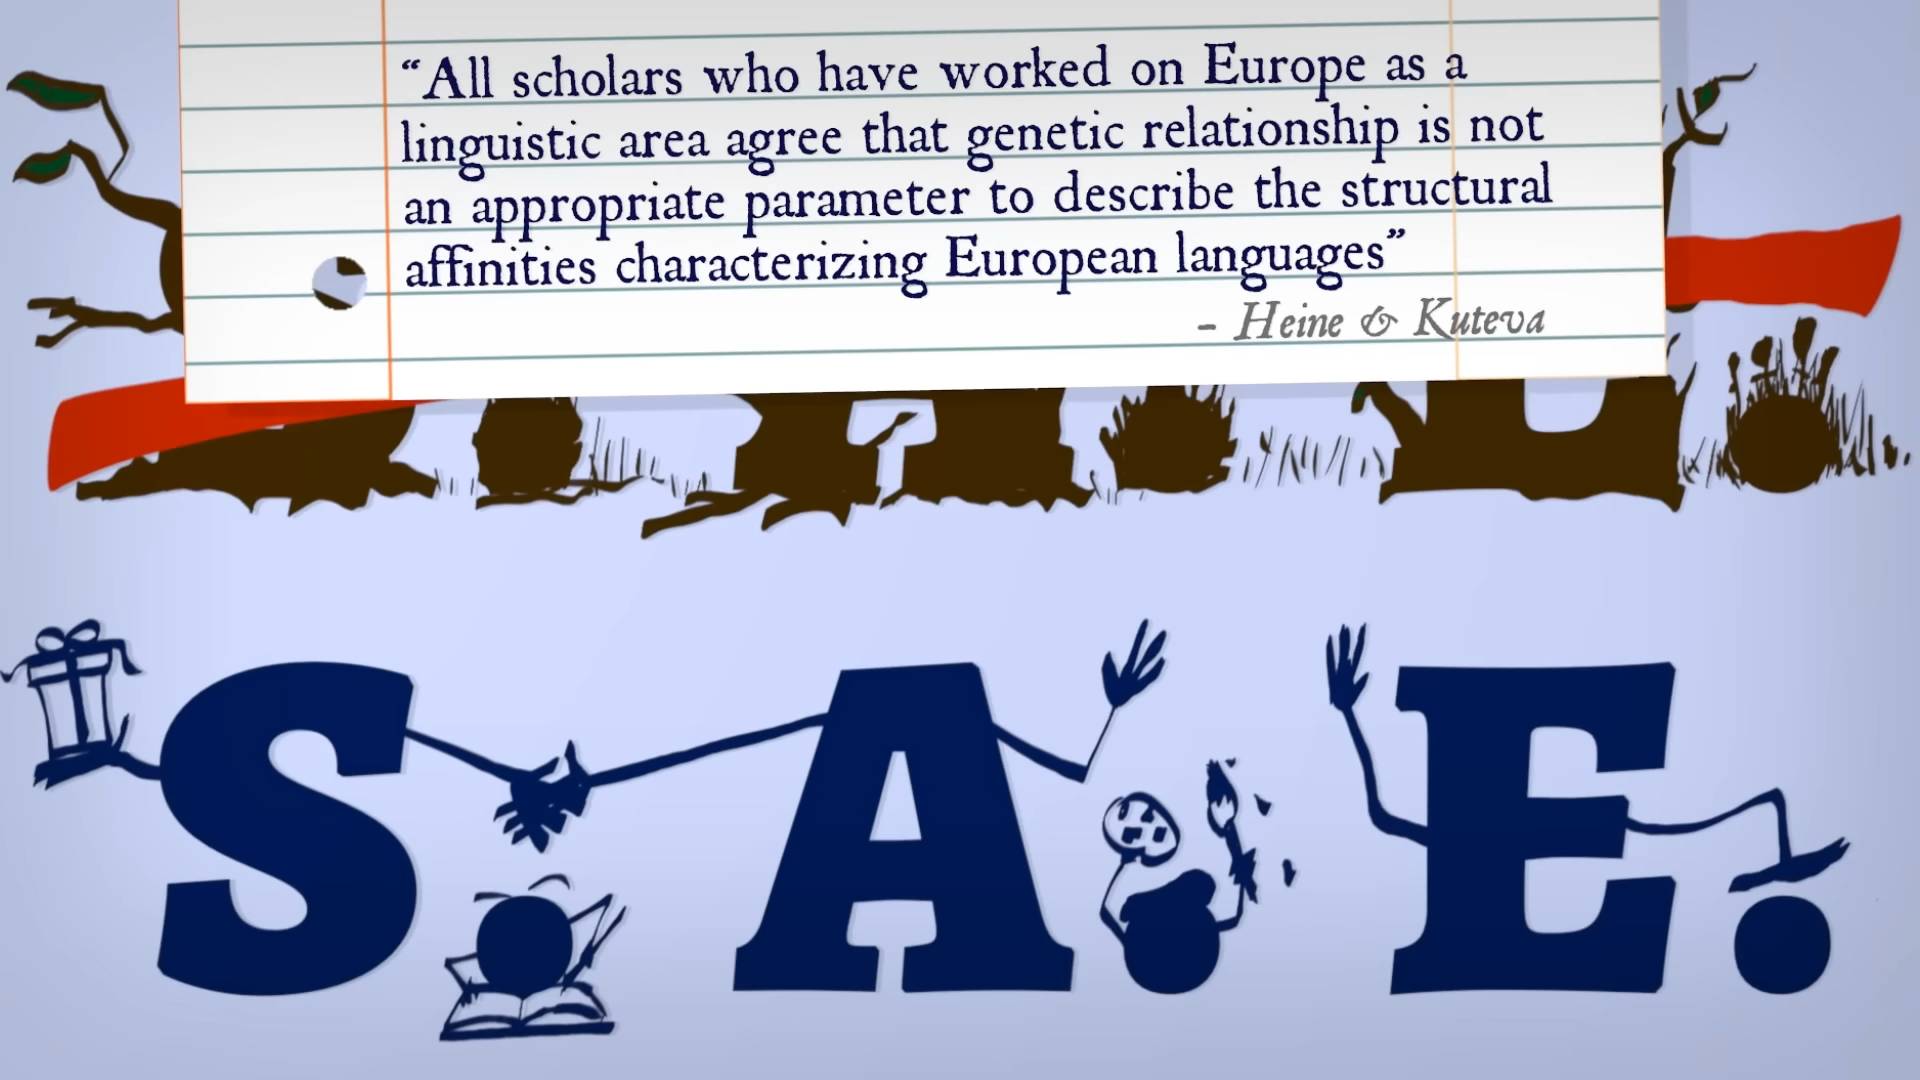 “All scholars who have worked on Europe as a
linguistic area agree that genetic relationship is not
an appropriate parameter to describe the structural
affinities characterizing European languages”
– Heine & Kuteva
S.A.E.